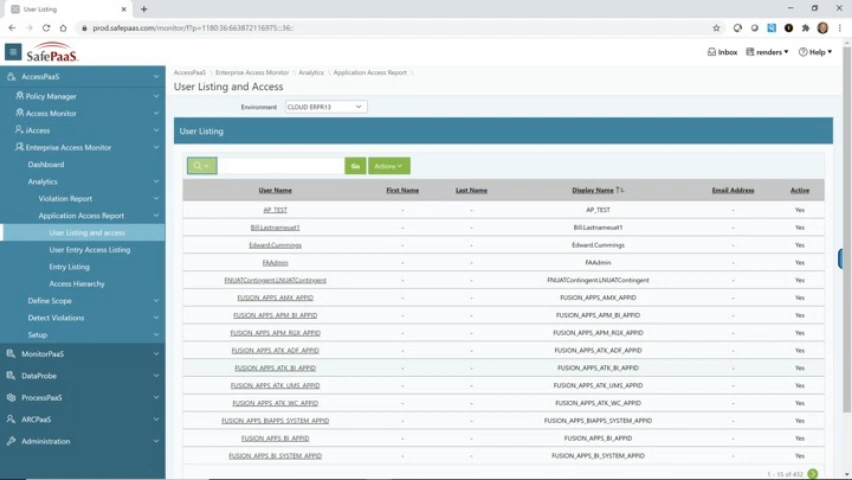 User Listing
prod.safepaas.com/monitor/f?p=1180:36:663872116975::36::
SafePaaS
Inbox renders Help
AccessPaaS
Policy Manager
Access Monitor
iAccess
Enterprise Access Monitor
Dashboard
Analytics
Violation Report
Application Access Report
User Listing and access
User Entry Access Listing
Entry Listing
Access Hierarchy
Define Scope
Detect Violations
Setup
MonitorPaaS
DataProbe
ProcessPaaS
ARCPaaS
Administration
AccessPaaS \ Enterprise Access Monitor \ Analytics \ Application Access Report \
User Listing and Access
Environment CLOUD ERPR13
User Listing
Go Actions
User Name First Name Last Name Display Name Email Address Active
AP_TEST - - AP_TEST - Yes
Bill.Lastnameuat1 - - Bill.Lastnameuat1 - Yes
Edward.Cummings - - Edward.Cummings - Yes
FAAdmin - - FAAdmin - Yes
FNUATContingent.LNUATContingent - - FNUATContingent.LNUATContingent - Yes
FUSION_APPS_AMX_APPID - - FUSION_APPS_AMX_APPID - Yes
FUSION_APPS_APM_BI_APPID - - FUSION_APPS_APM_BI_APPID - Yes
FUSION_APPS_APM_RGX_APPID - - FUSION_APPS_APM_RGX_APPID - Yes
FUSION_APPS_ATK_ADF_APPID - - FUSION_APPS_ATK_ADF_APPID - Yes
FUSION_APPS_ATK_BI_APPID - - FUSION_APPS_ATK_BI_APPID - Yes
FUSION_APPS_ATK_UMS_APPID - - FUSION_APPS_ATK_UMS_APPID - Yes
FUSION_APPS_ATK_WC_APPID - - FUSION_APPS_ATK_WC_APPID - Yes
FUSION_APPS_BIAPPS_SYSTEM_APPID - - FUSION_APPS_BIAPPS_SYSTEM_APPID - Yes
FUSION_APPS_BI_APPID - - FUSION_APPS_BI_APPID - Yes
FUSION_APPS_BI_SYSTEM_APPID - - FUSION_APPS_BI_SYSTEM_APPID - Yes
1 - 15 of 432